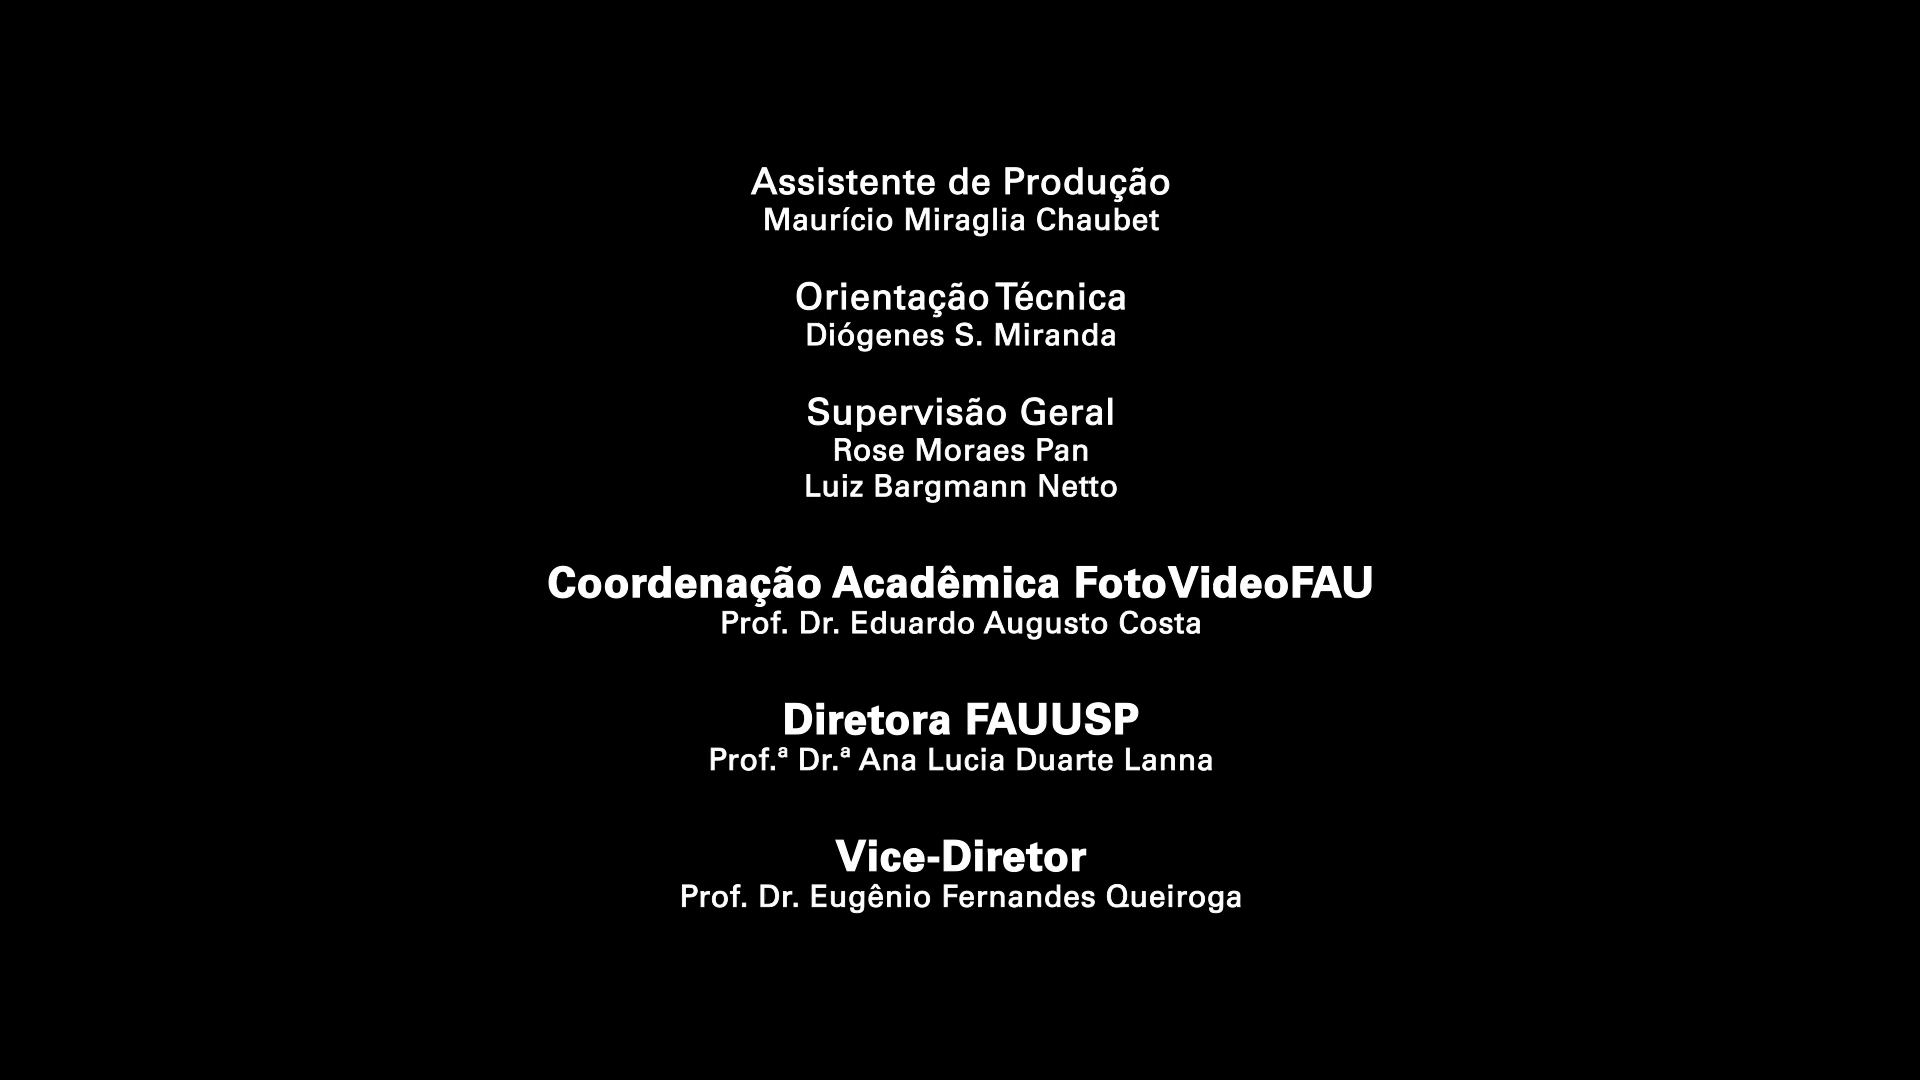 Assistente de Produção
Maurício Miraglia Chaubet
Orientação Técnica
Diógenes S. Miranda
Supervisão Geral
Rose Moraes Pan
Luiz Bargmann Netto
Coordenação Acadêmica FotoVideoFAU
Prof. Dr. Eduardo Augusto Costa
Diretora FAUUSP
Prof.ª Dr.ª Ana Lucia Duarte Lanna
Vice-Diretor
Prof. Dr. Eugênio Fernandes Queiroga